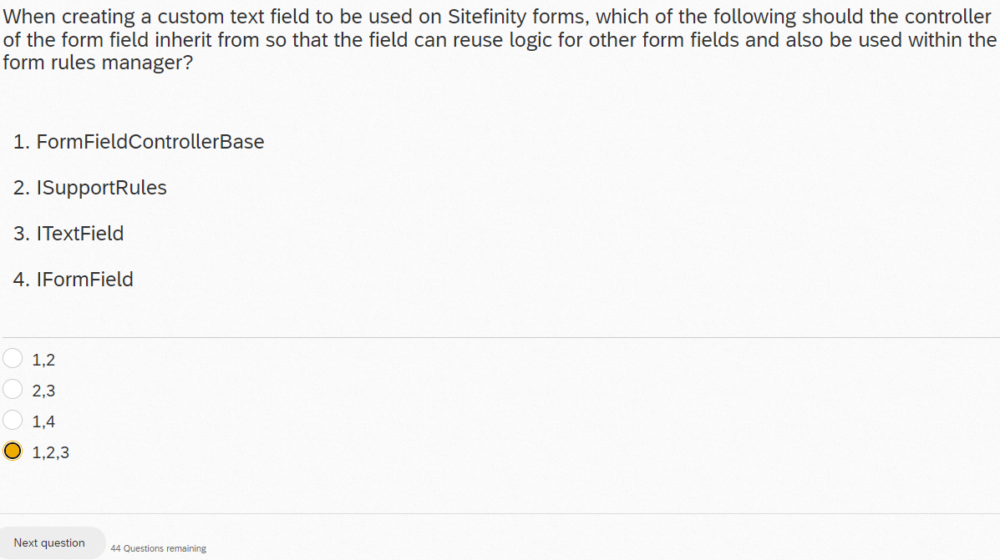 When creating a custom text field to be used on Sitefinity forms, which of the following should the controller
of the form field inherit from so that the field can reuse logic for other form fields and also be used within the
form rules manager?
1. FormFieldControllerBase
2. ISupportRules
3. ITextField
4. IFormField
1,2
2,3
1,4
1,2,3
Next question
44 Questions remaining